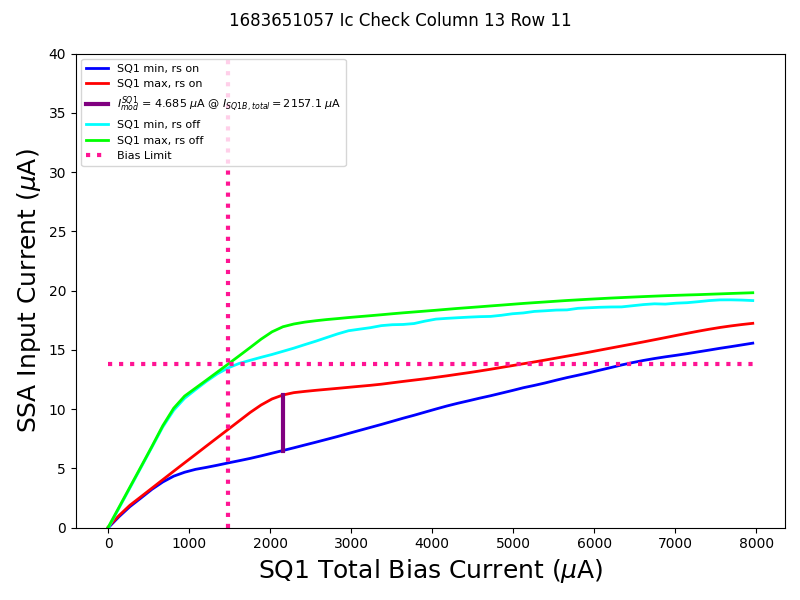 1683651057 Ic Check Column 13 Row 11
SSA Input Current (μA)
40
35
30
25
20
15
10
5
0
SQ1 min, rs on
SQ1 max, rs on
I_{mod}^{SQ1} = 4.685 μA @ I_{SQ1B,total} = 2157.1 μA
SQ1 min, rs off
SQ1 max, rs off
Bias Limit
0 1000 2000 3000 4000 5000 6000 7000 8000
SQ1 Total Bias Current (μA)